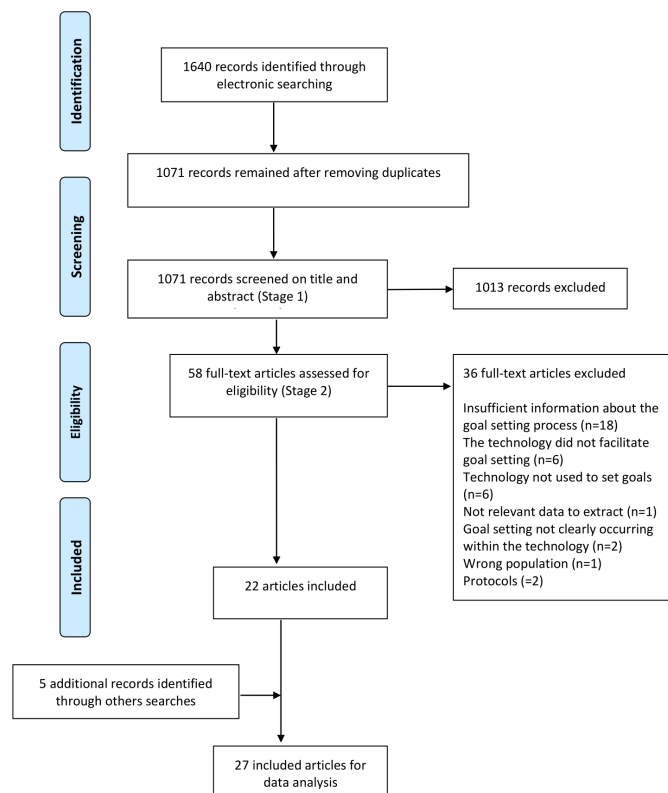 Identification
1640 records identified through
electronic searching
1071 records remained after removing duplicates
Screening
1071 records screened on title and
abstract (Stage 1)
1013 records excluded
Eligibility
58 full-text articles assessed for
eligibility (Stage 2)
36 full-text articles excluded
Insufficient information about the
goal setting process (n=18)
The technology did not facilitate
goal setting (n=6)
Technology not used to set goals
(n=6)
Not relevant data to extract (n=1)
Goal setting not clearly occurring
within the technology (n=2)
Wrong population (n=1)
Protocols (=2)
Included
22 articles included
5 additional records identified
through others searches
27 included articles for
data analysis